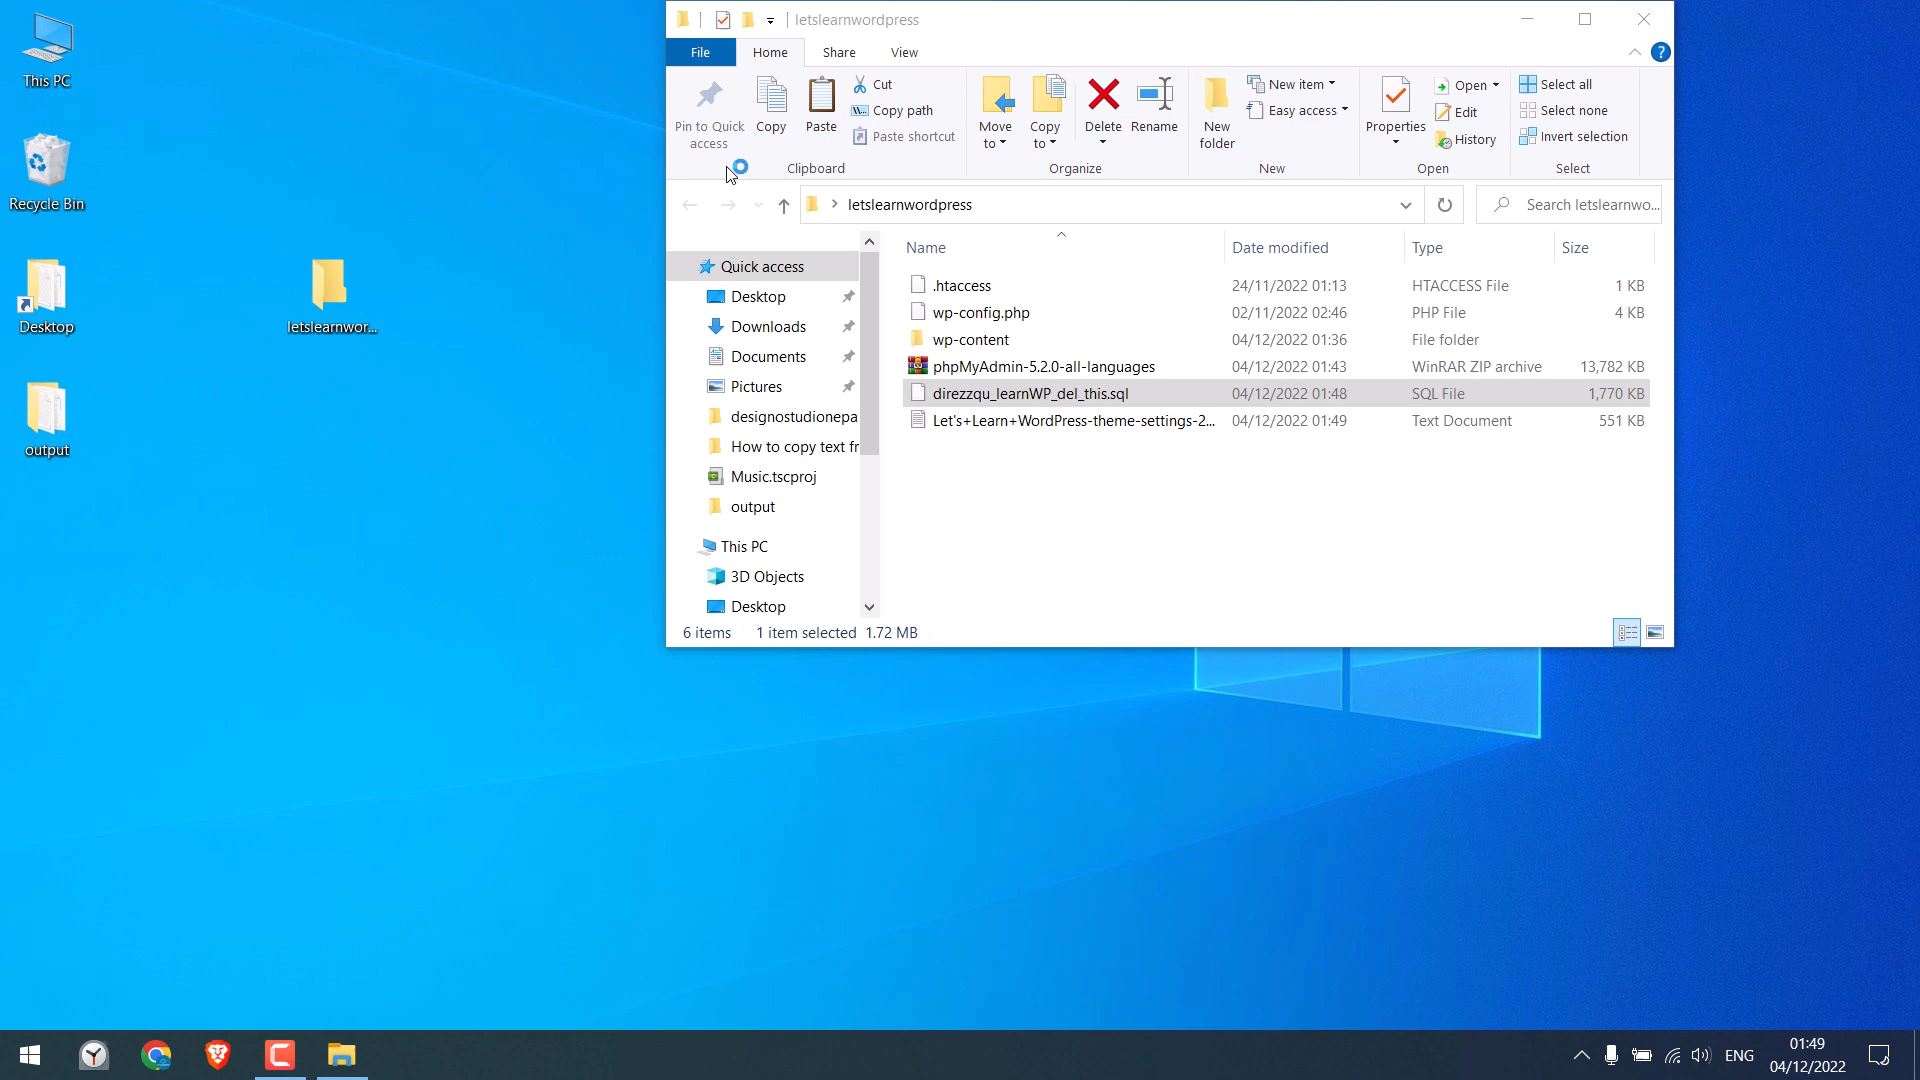 This PC
Recycle Bin
Desktop
output
letslearnwor...
letslearnwordpress
File
Home
Share
View
Pin to Quick
access
Copy
Paste
Cut
Copy path
Paste shortcut
Clipboard
Move
to
Copy
to
Delete
Rename
Organize
New
folder
New item
Easy access
New
Properties
Open
Edit
History
Open
Select all
Select none
Invert selection
Select
letslearnwordpress
Search letslearnwo...
Quick access
Desktop
Downloads
Documents
Pictures
designostudionepa
How to copy text fr
Music.tscproj
output
This PC
3D Objects
Desktop
Name Date modified Type Size
.htaccess 24/11/2022 01:13 HTACCESS File 1 KB
wp-config.php 02/11/2022 02:46 PHP File 4 KB
wp-content 04/12/2022 01:36 File folder
phpMyAdmin-5.2.0-all-languages 04/12/2022 01:43 WinRAR ZIP archive 13,782 KB
direzzqu_learnWP_del_this.sql 04/12/2022 01:48 SQL File 1,770 KB
Let's+Learn+WordPress-theme-settings-2... 04/12/2022 01:49 Text Document 551 KB
6 items 1 item selected 1.72 MB
ENG
01:49
04/12/2022